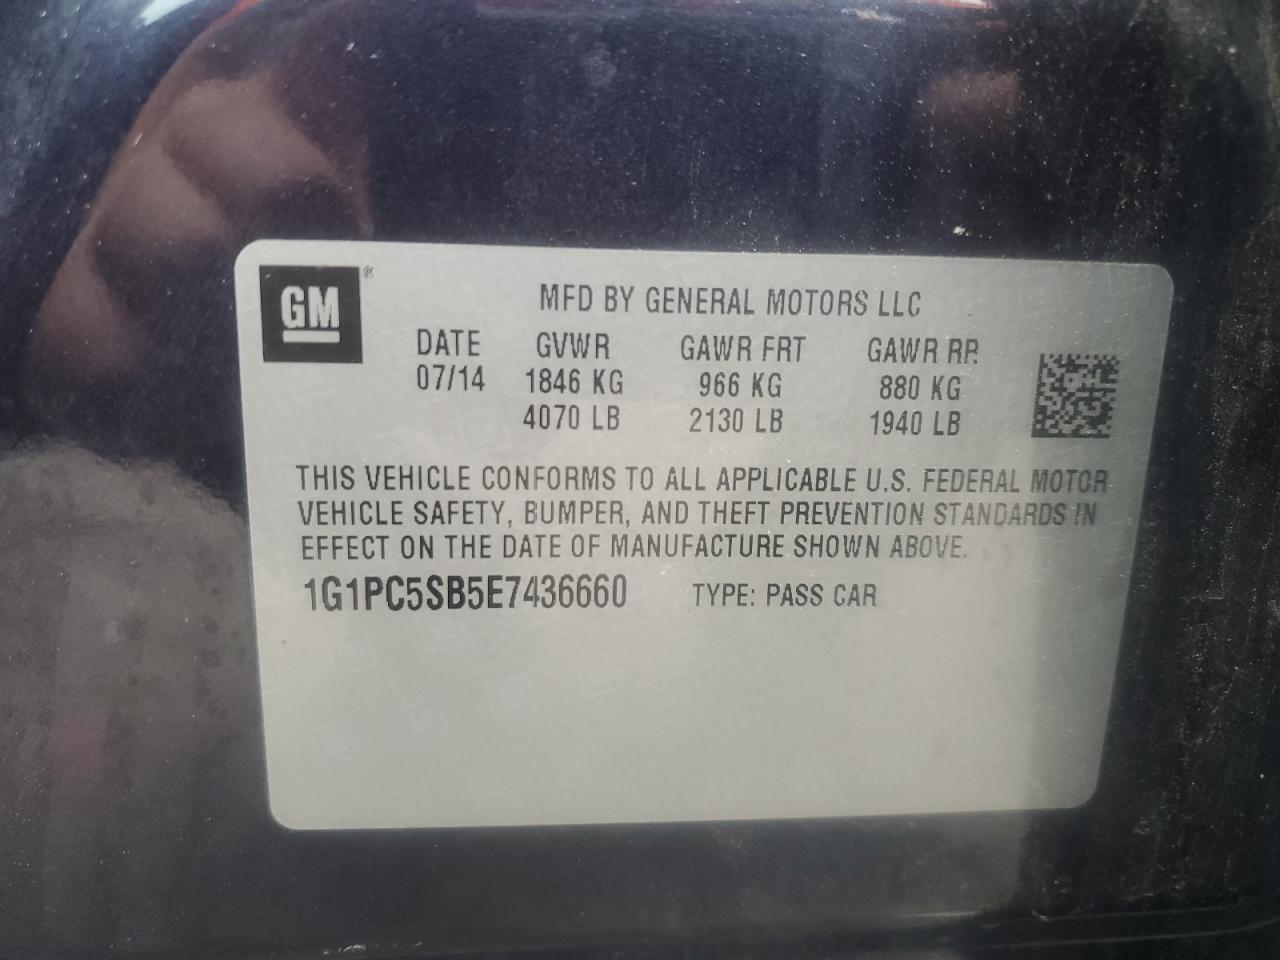 GM ®
MFD BY GENERAL MOTORS LLC
DATE GVWR GAWR FRT GAWR RR
07/14 1846 KG 966 KG 880 KG
4070 LB 2130 LB 1940 LB
THIS VEHICLE CONFORMS TO ALL APPLICABLE U.S. FEDERAL MOTOR
VEHICLE SAFETY, BUMPER, AND THEFT PREVENTION STANDARDS IN
EFFECT ON THE DATE OF MANUFACTURE SHOWN ABOVE.
1G1PC5SB5E7436660 TYPE: PASS CAR